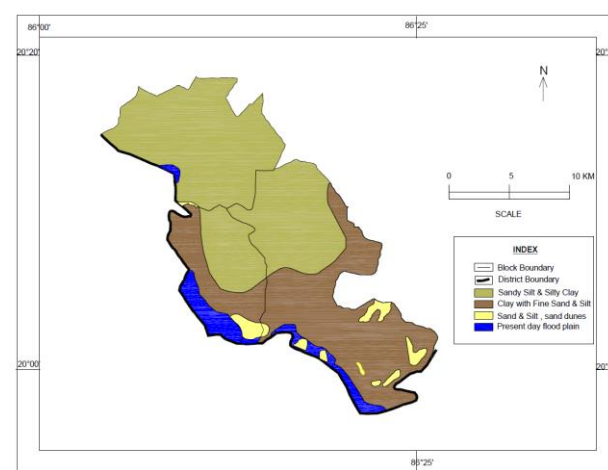 86°00'
86°25'
20°20'
20°
N
0 5 10 KM
SCALE
INDEX
Block Boundary
District Boundary
Sandy Silt & Silty Clay
Clay with Fine Sand & Silt
Sand & Silt , sand dunes
Present day flood plain
20°00'
20°
86°25'